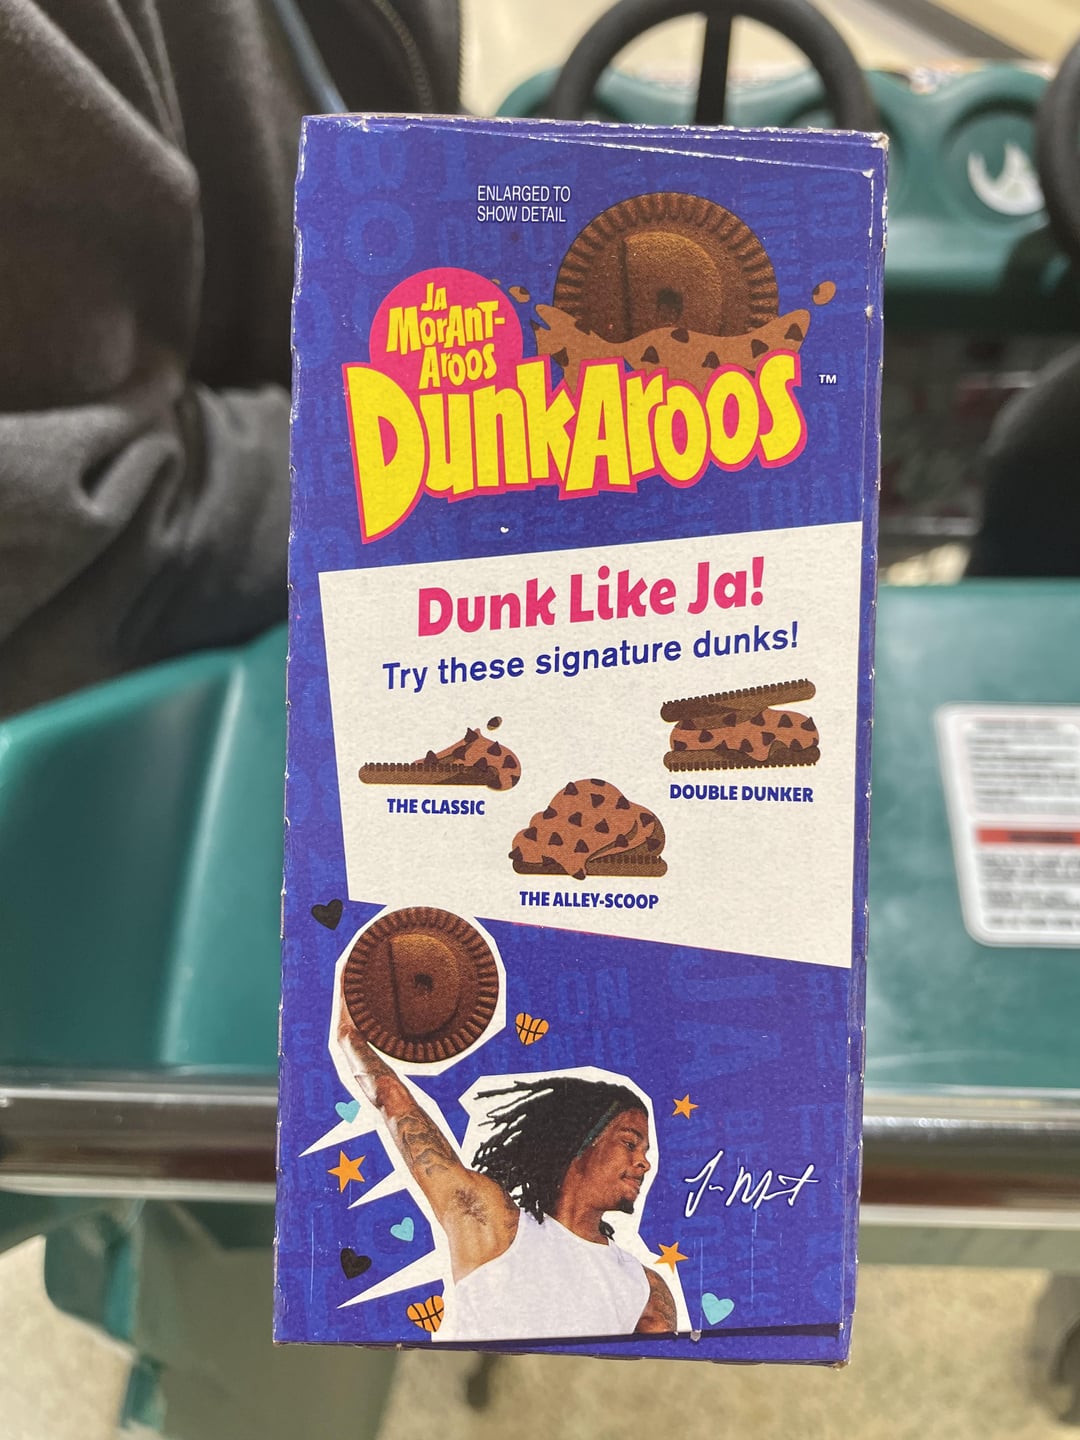 ENLARGED TO
SHOW DETAIL
JA
MORANT-
AROOS
DunkAroos ™
Dunk Like Ja!
Try these signature dunks!
THE CLASSIC
DOUBLE DUNKER
THE ALLEY-SCOOP
D